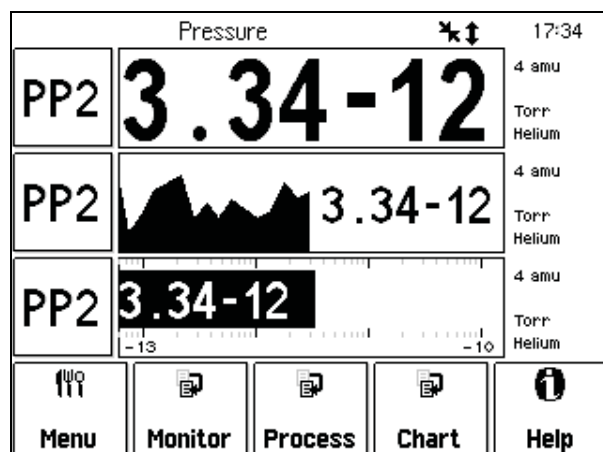 Pressure 17:34
PP2 3.34-12 4 amu
Torr
Helium
PP2 3.34-12 4 amu
Torr
Helium
PP2 3.34-12 4 amu
Torr
-13 -10 Helium
Menu Monitor Process Chart Help